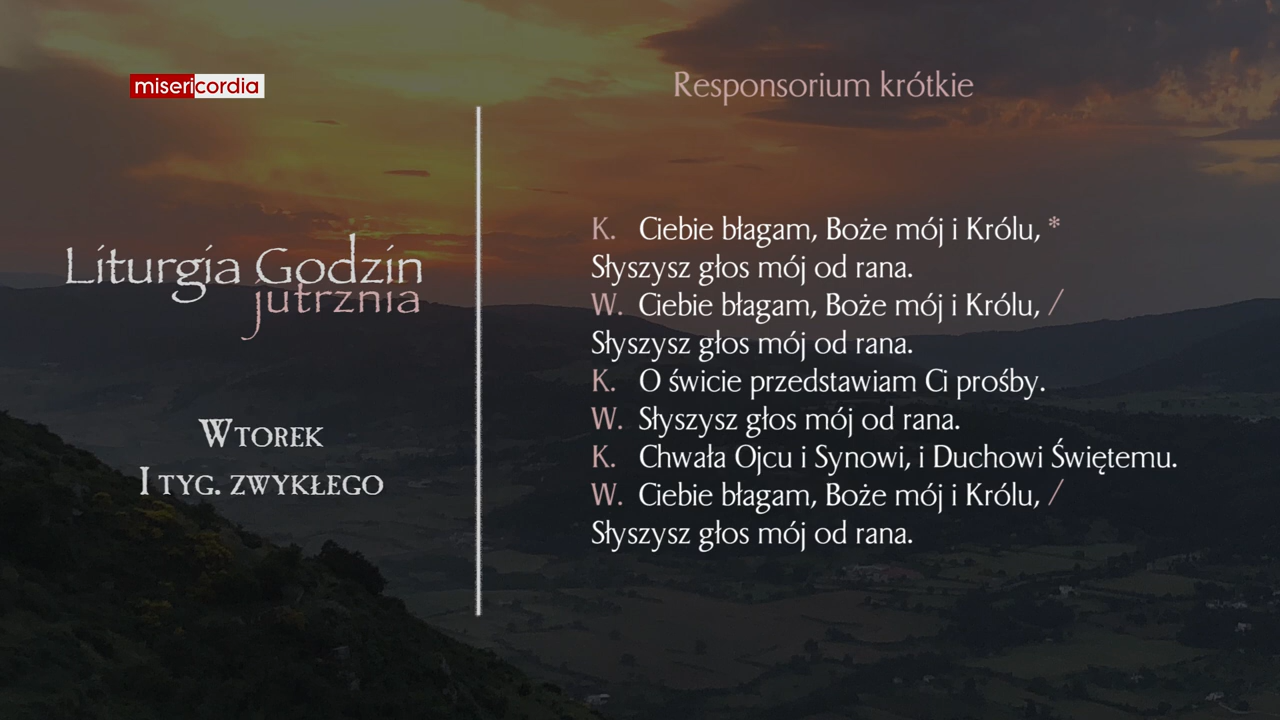 misericordia
Liturgia Godzin
jutrznia
Wtorek
I tyg. zwykłego
Responsorium krótkie
K. Ciebie błagam, Boże mój i Królu, *
Słyszysz głos mój od rana.
W. Ciebie błagam, Boże mój i Królu, /
Słyszysz głos mój od rana.
K. O świcie przedstawiam Ci prośby.
W. Słyszysz głos mój od rana.
K. Chwała Ojcu i Synowi, i Duchowi Świętemu.
W. Ciebie błagam, Boże mój i Królu, /
Słyszysz głos mój od rana.